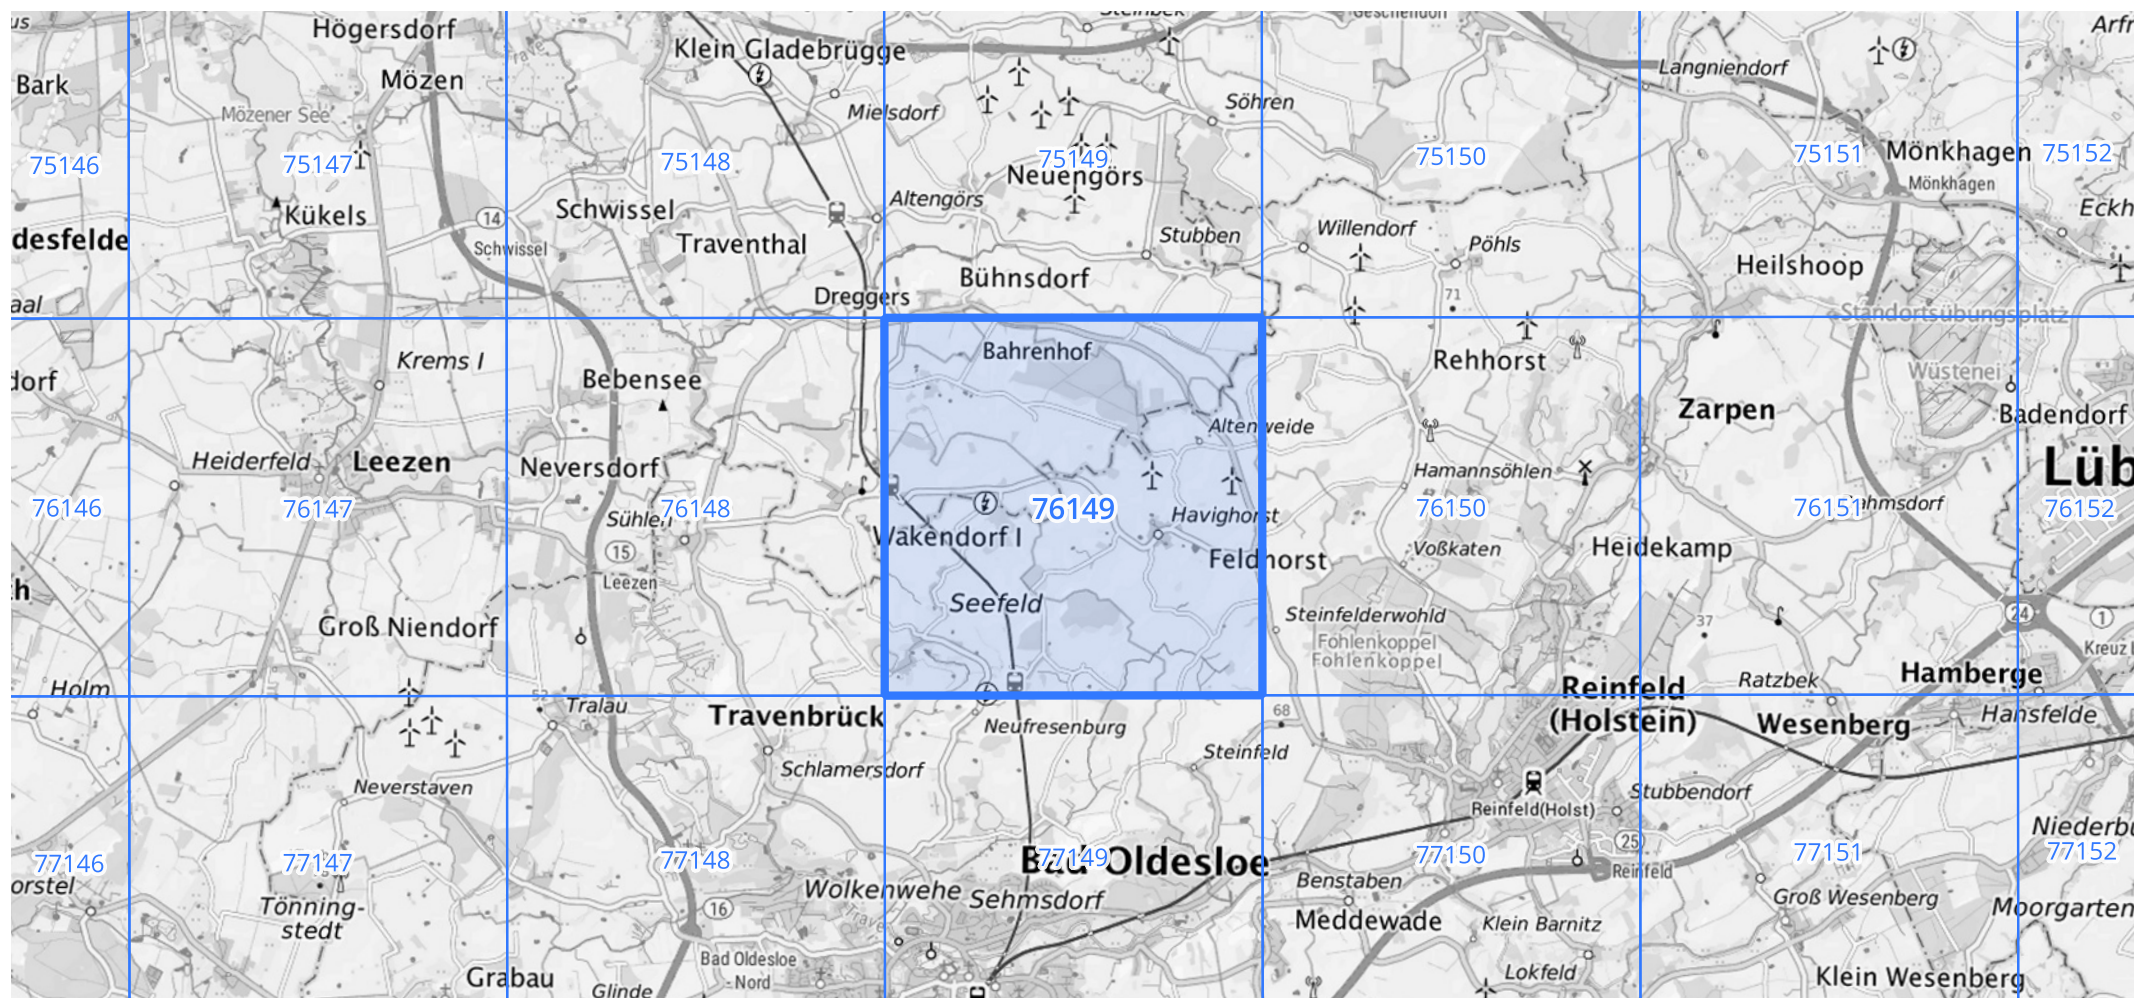 Högersdorf
Klein Gladebrügge
Bark
Mözen
Langniendorf
Mözener See
Mielsdorf
Söhren
75146
75147
75148
75149
75150
75151
Mönkhagen
75152
Neuengörs
Mönkhagen
Kükels
14
Schwissel
Altengörs
Schwissel
Traventhal
Stubben
Willendorf
Pöhls
desfelde
Heilshoop
Bühnsdorf
Dreggers
71
aal
Standortsübungsplatz
Bahrenhof
Krems I
Rehhorst
Wüstenei
dorf
Bebensee
Zarpen
Badendorf
Altenweide
Heiderfeld
Leezen
Neversdorf
Hamannsöhlen
Lüb
76146
76147
76148
76149
76150
76151
76152
Sühlen
Havighorst
Wakendorf I
15
Leezen
Feldhorst
Voßkaten
Heidekamp
Seefeld
Steinfelderwohld
Groß Niendorf
Fohlenkoppel
Fohlenkoppel
37
24
1
Kreuz L
Holm
Ratzbek
Hamberge
52
Tralau
Travenbrück
Neufresenburg
68
Reinfeld
(Holstein)
Wesenberg
Hansfelde
Steinfeld
Schlamersdorf
Neverstaven
Reinfeld(Holst)
Stubbendorf
Niederbü
77146
77147
77148
77149
77150
77151
77152
25
Bad Oldesloe
Reinfeld
orstel
Wolkenwehe
Sehmsdorf
Benstaben
Tönning-
stedt
16
Meddewade
Klein Barnitz
Groß Wesenberg
Moorgarten
Bad Oldesloe
- Nord
Grabau
Glinde
Lokfeld
Klein Wesenberg